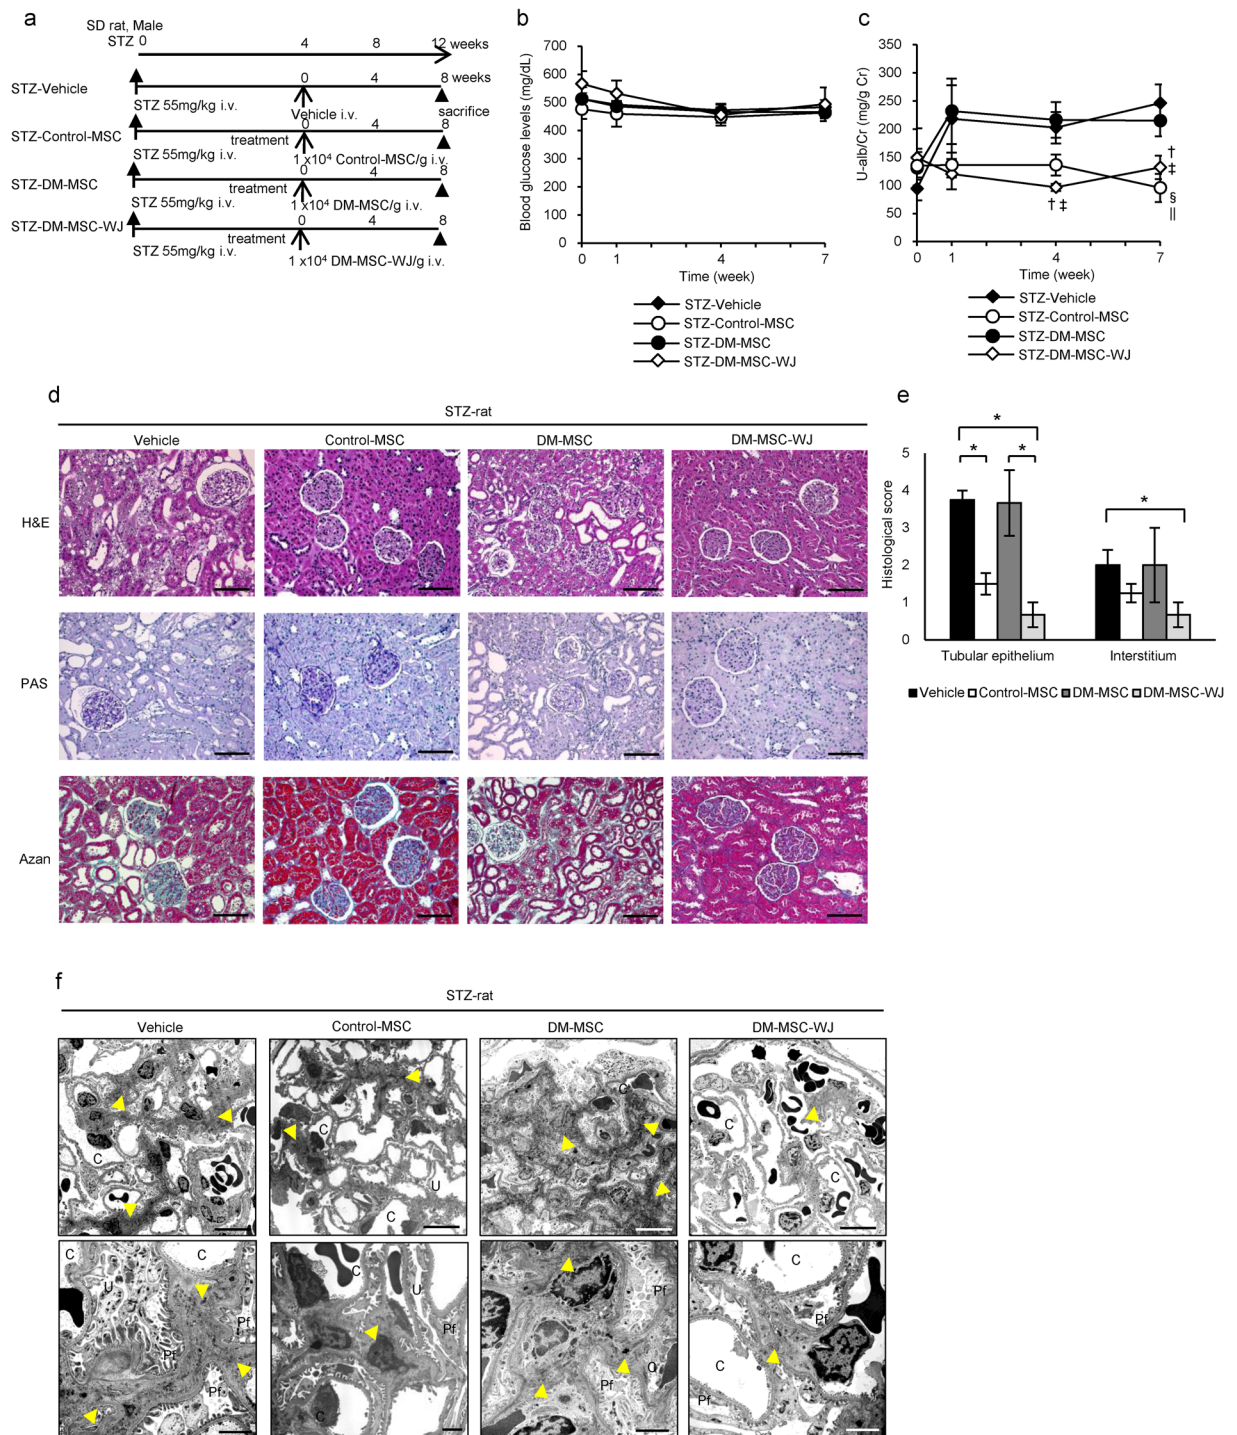 a
SD rat, Male
STZ 0 4 8 12 weeks
STZ-Vehicle 0 4 8 weeks
STZ 55mg/kg i.v. Vehicle i.v. sacrifice
STZ-Control-MSC treatment 0 4 8
STZ 55mg/kg i.v. 1 x10⁴ Control-MSC/g i.v.
STZ-DM-MSC treatment 0 4 8
STZ 55mg/kg i.v. 1 x10⁴ DM-MSC/g i.v.
STZ-DM-MSC-WJ treatment 0 4 8
STZ 55mg/kg i.v. 1 x10⁴ DM-MSC-WJ/g i.v.
b
Blood glucose levels (mg/dL)
700
600
500
400
300
200
100
0
0 1 4 7
Time (week)
STZ-Vehicle
STZ-Control-MSC
STZ-DM-MSC
STZ-DM-MSC-WJ
c
U-alb/Cr (mg/g Cr)
350
300
250
200
150
100
50
0
† ‡
†
‡
§
||
0 1 4 7
Time (week)
STZ-Vehicle
STZ-Control-MSC
STZ-DM-MSC
STZ-DM-MSC-WJ
d
STZ-rat
Vehicle Control-MSC DM-MSC DM-MSC-WJ
H&E
PAS
Azan
e
Histological score
5
4
3
2
1
0
*
* *
*
Tubular epithelium Interstitium
Vehicle Control-MSC DM-MSC DM-MSC-WJ
f
STZ-rat
Vehicle Control-MSC DM-MSC DM-MSC-WJ
C C U C C C C
C C U Pf Pf Pf C U Pf C Pf Pf C Pf C Pf